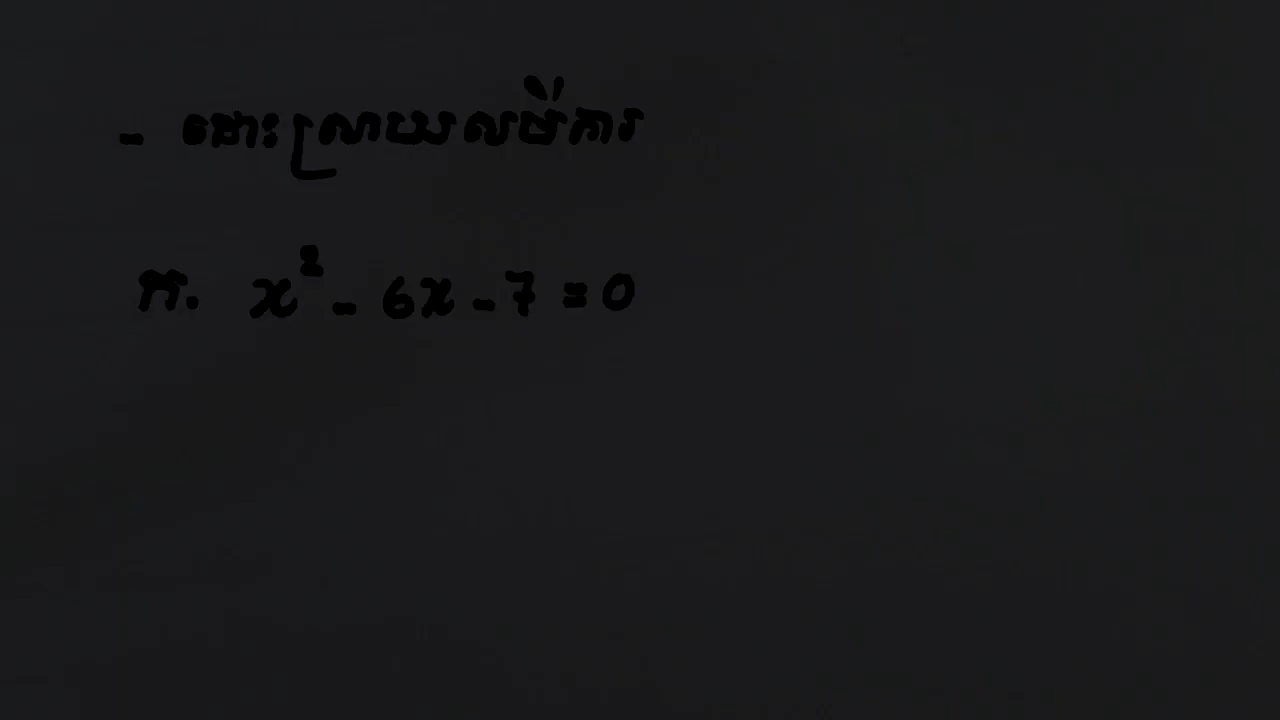 - ដោះស្រាយសមីការ
ក. x² - 6x - 7 = 0